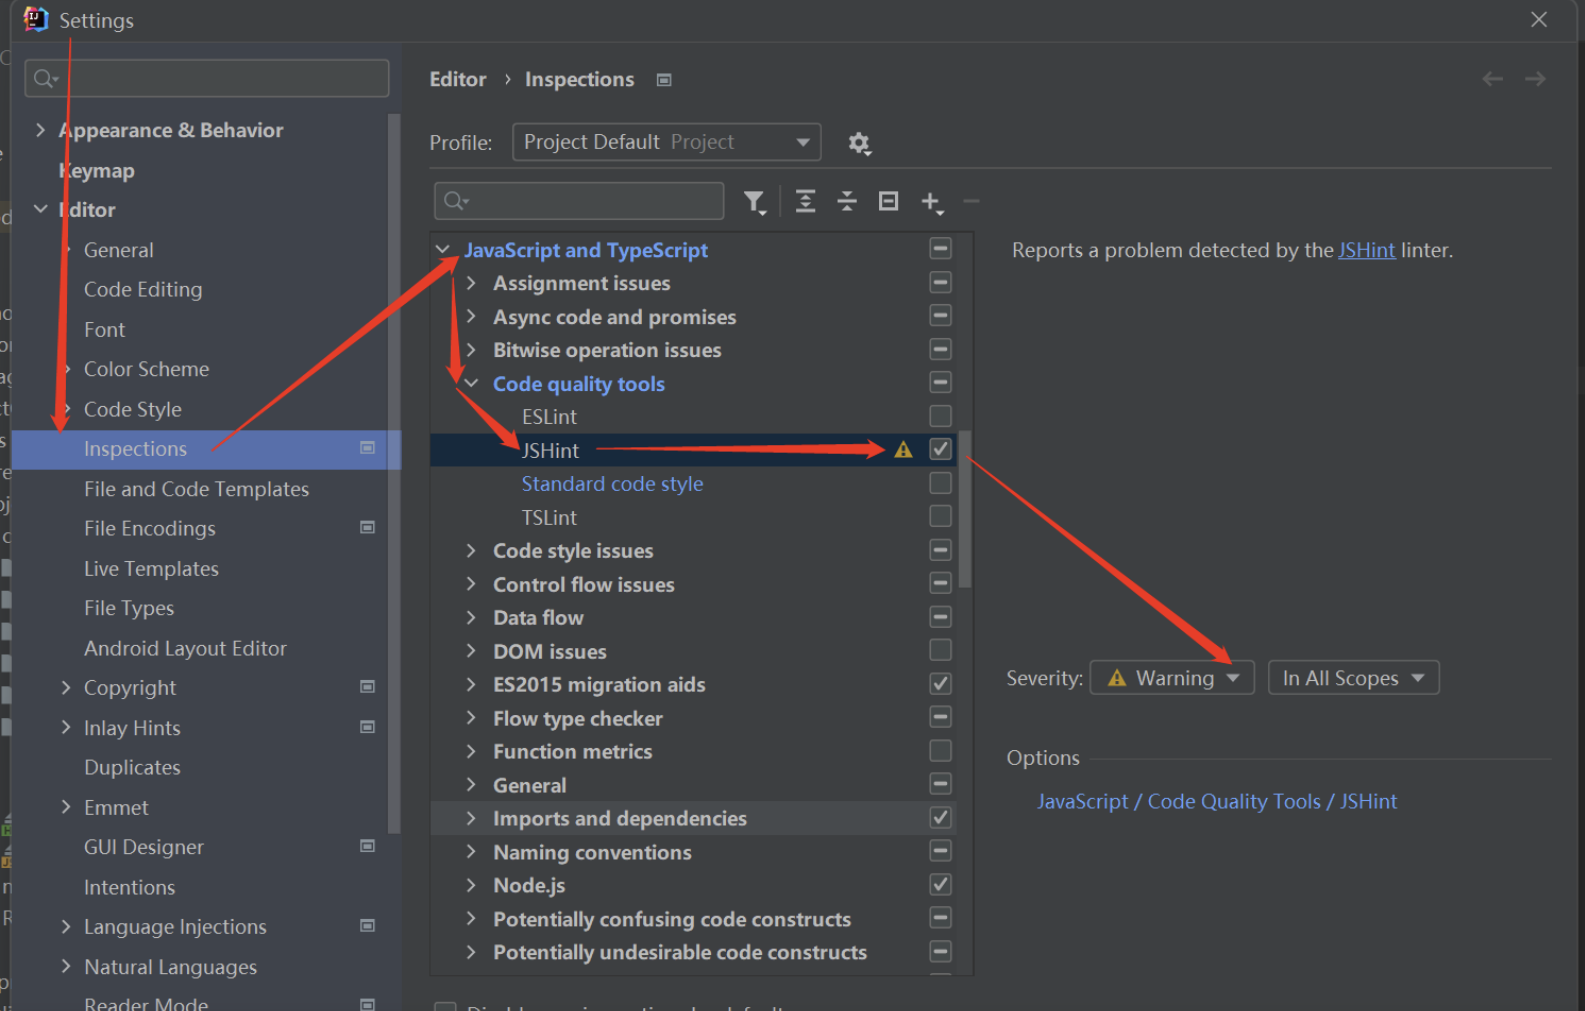 Settings
Editor › Inspections
Profile: Project Default Project
Appearance & Behavior
Keymap
Editor
General
Code Editing
Font
Color Scheme
Code Style
Inspections
File and Code Templates
File Encodings
Live Templates
File Types
Android Layout Editor
Copyright
Inlay Hints
Duplicates
Emmet
GUI Designer
Intentions
Language Injections
Natural Languages
Reader Mode
JavaScript and TypeScript
Assignment issues
Async code and promises
Bitwise operation issues
Code quality tools
ESLint
JSHint
Standard code style
TSLint
Code style issues
Control flow issues
Data flow
DOM issues
ES2015 migration aids
Flow type checker
Function metrics
General
Imports and dependencies
Naming conventions
Node.js
Potentially confusing code constructs
Potentially undesirable code constructs
Reports a problem detected by the JSHint linter.
Severity: Warning In All Scopes
Options
JavaScript / Code Quality Tools / JSHint